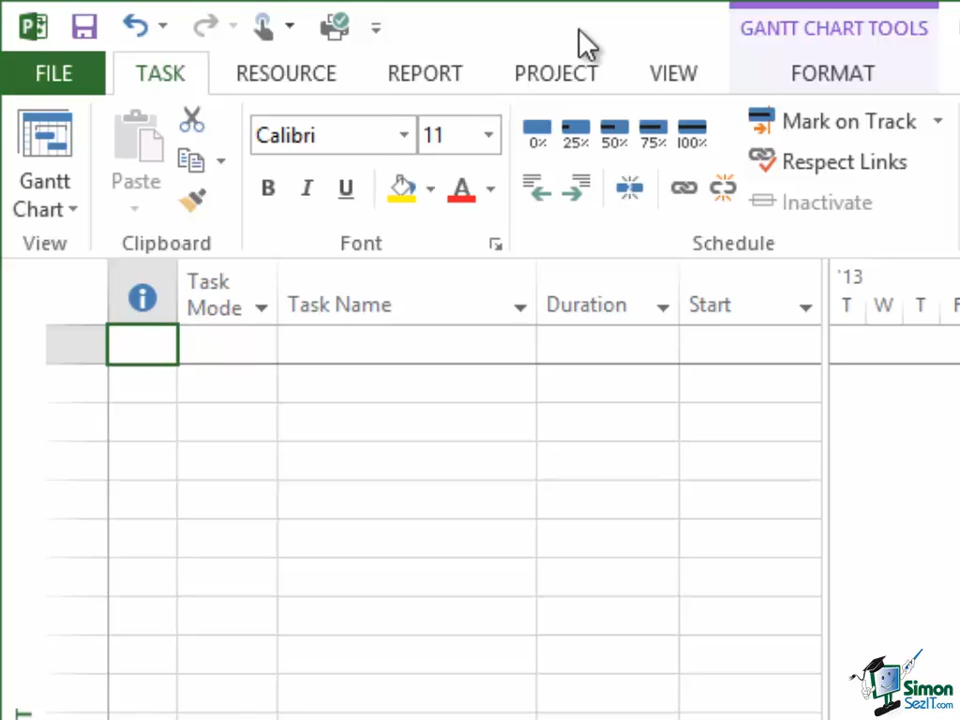 GANTT CHART TOOLS
FILE TASK RESOURCE REPORT PROJECT VIEW FORMAT
Calibri 11
0% 25% 50% 75% 100%
Mark on Track
Respect Links
Inactivate
Gantt
Chart
Paste
B I U A
View Clipboard Font Schedule
Task
Mode
Task Name Duration Start
'13
T W T F
Simon
SezIT.com